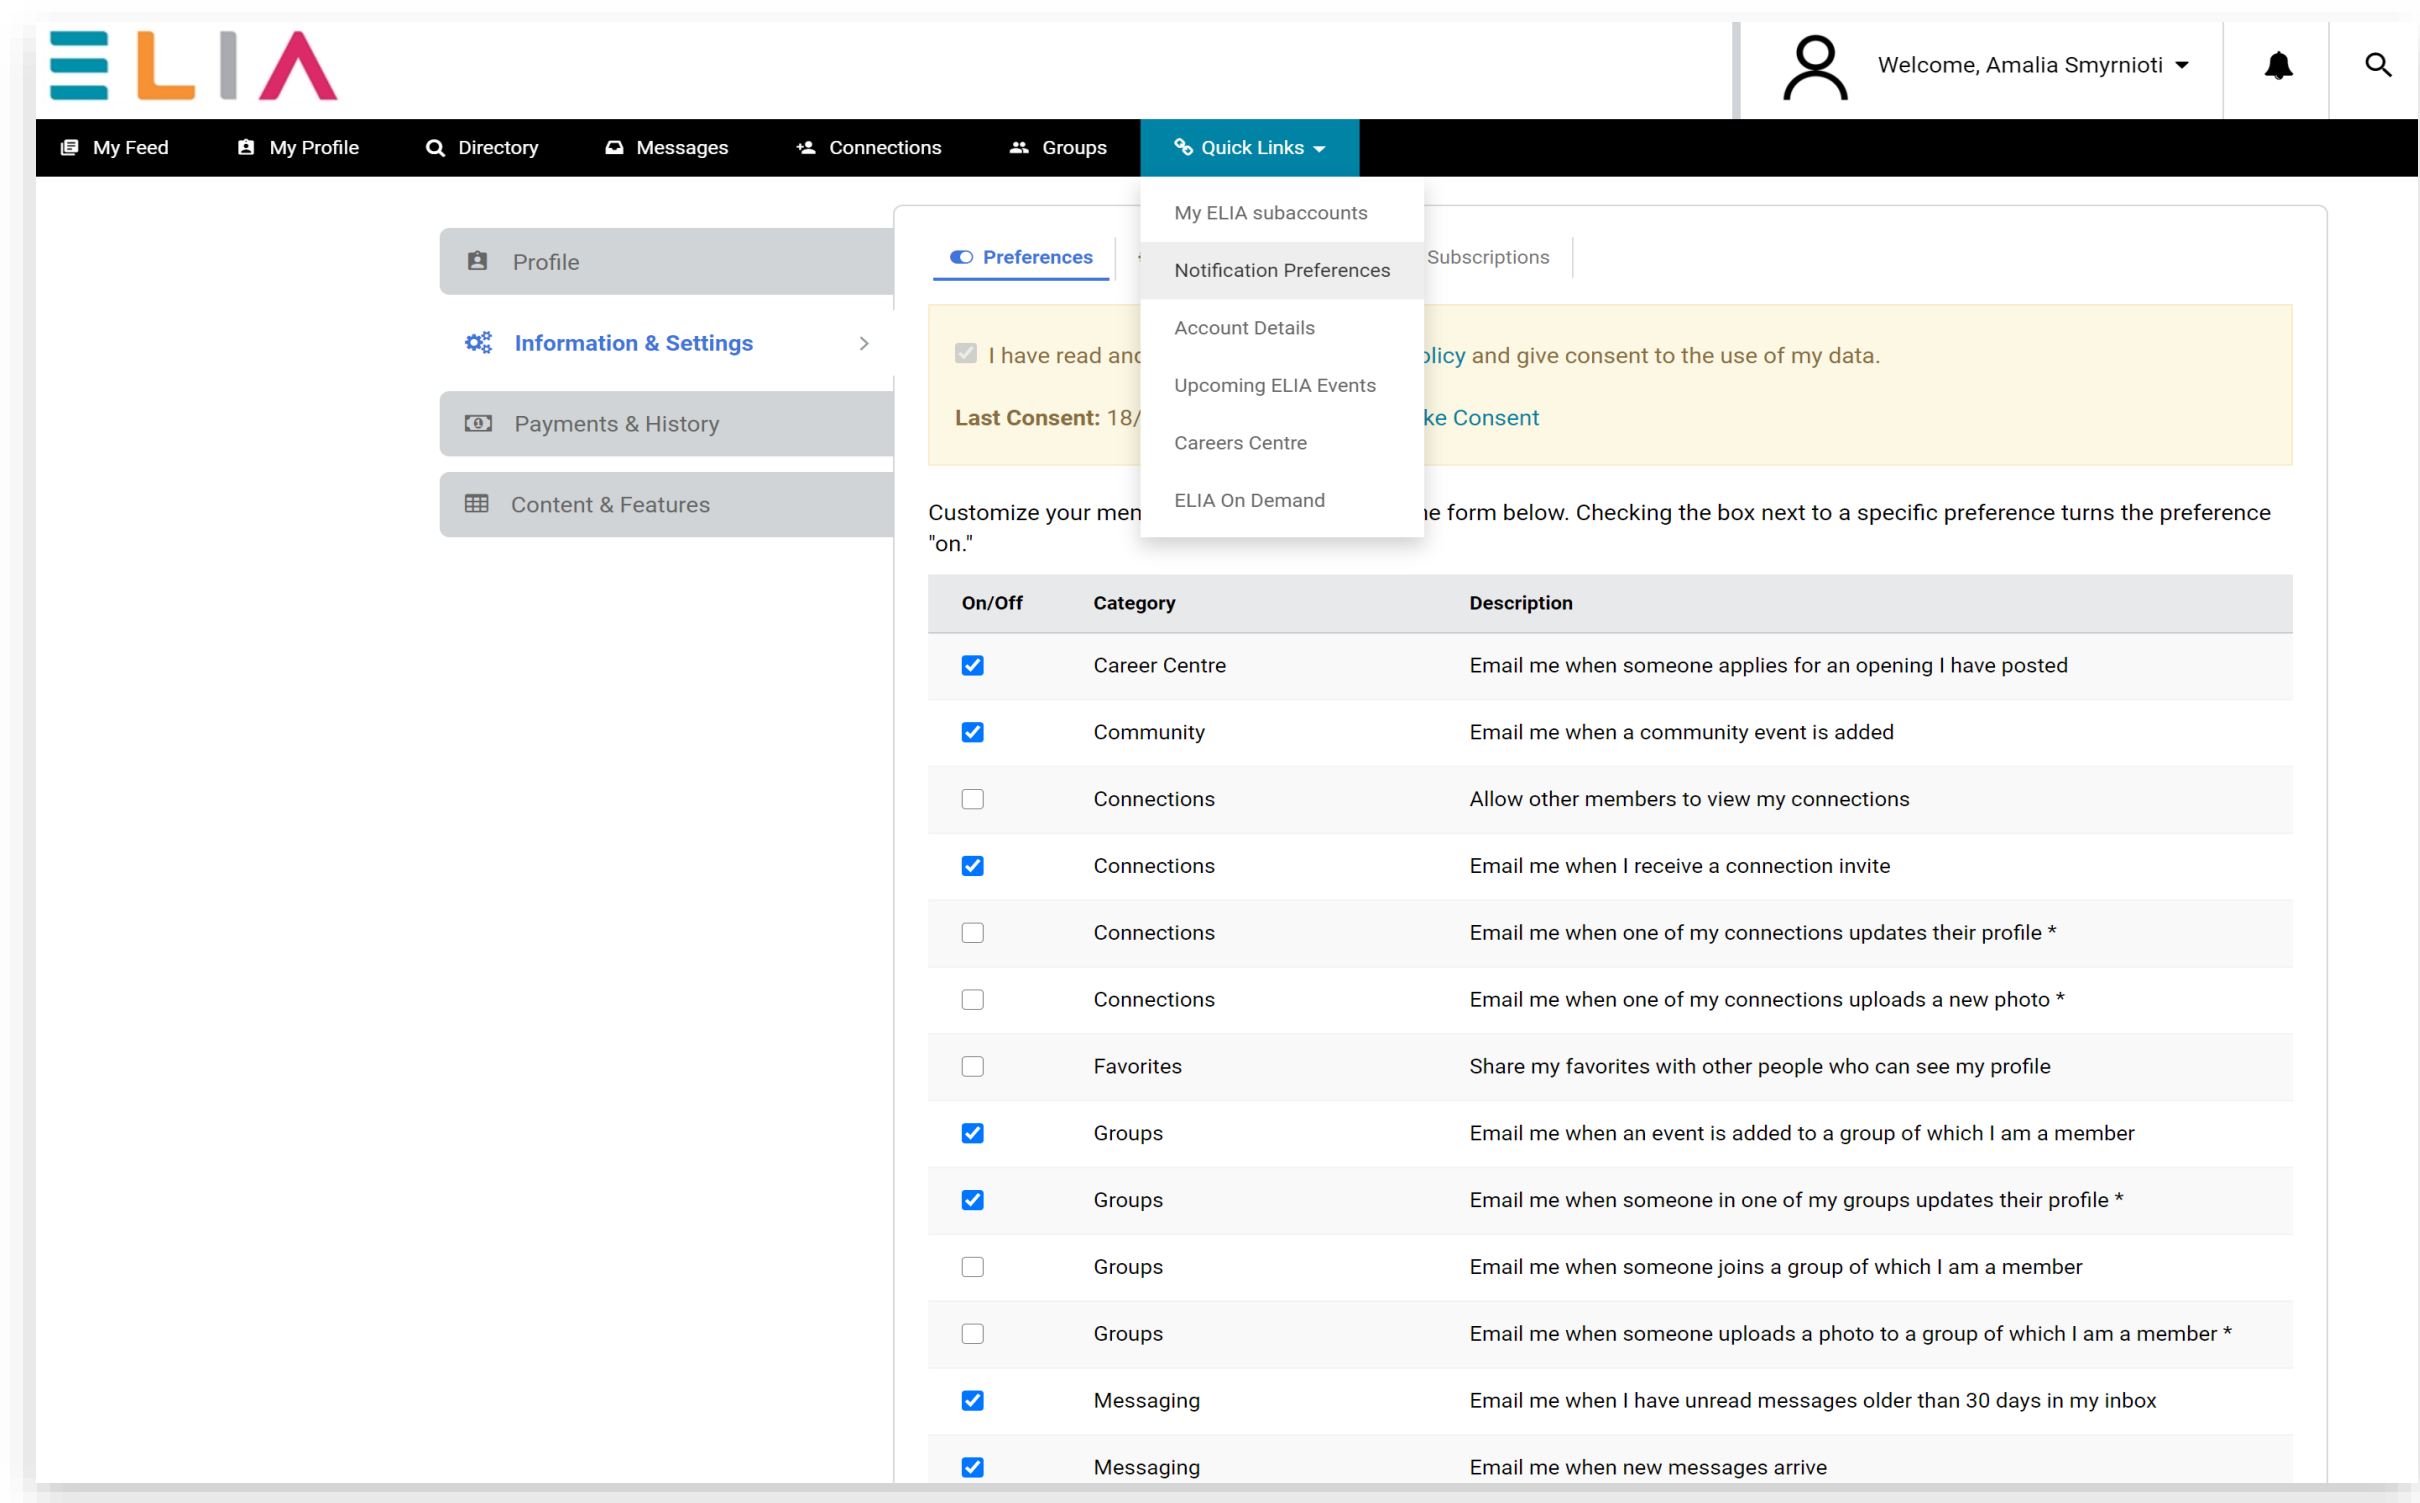 ELIA
Welcome, Amalia Smyrnioti
My Feed
My Profile
Directory
Messages
Connections
Groups
Quick Links
My ELIA subaccounts
Notification Preferences
Account Details
Upcoming ELIA Events
Careers Centre
ELIA On Demand
Profile
Information & Settings
Payments & History
Content & Features
Preferences
Subscriptions
I have read and give consent to the use of my data.
Last Consent: 18/ Consent
Customize your form below. Checking the box next to a specific preference turns the preference
"on."
On/Off Category Description
Career Centre Email me when someone applies for an opening I have posted
Community Email me when a community event is added
Connections Allow other members to view my connections
Connections Email me when I receive a connection invite
Connections Email me when one of my connections updates their profile *
Connections Email me when one of my connections uploads a new photo *
Favorites Share my favorites with other people who can see my profile
Groups Email me when an event is added to a group of which I am a member
Groups Email me when someone in one of my groups updates their profile *
Groups Email me when someone joins a group of which I am a member
Groups Email me when someone uploads a photo to a group of which I am a member *
Messaging Email me when I have unread messages older than 30 days in my inbox
Messaging Email me when new messages arrive